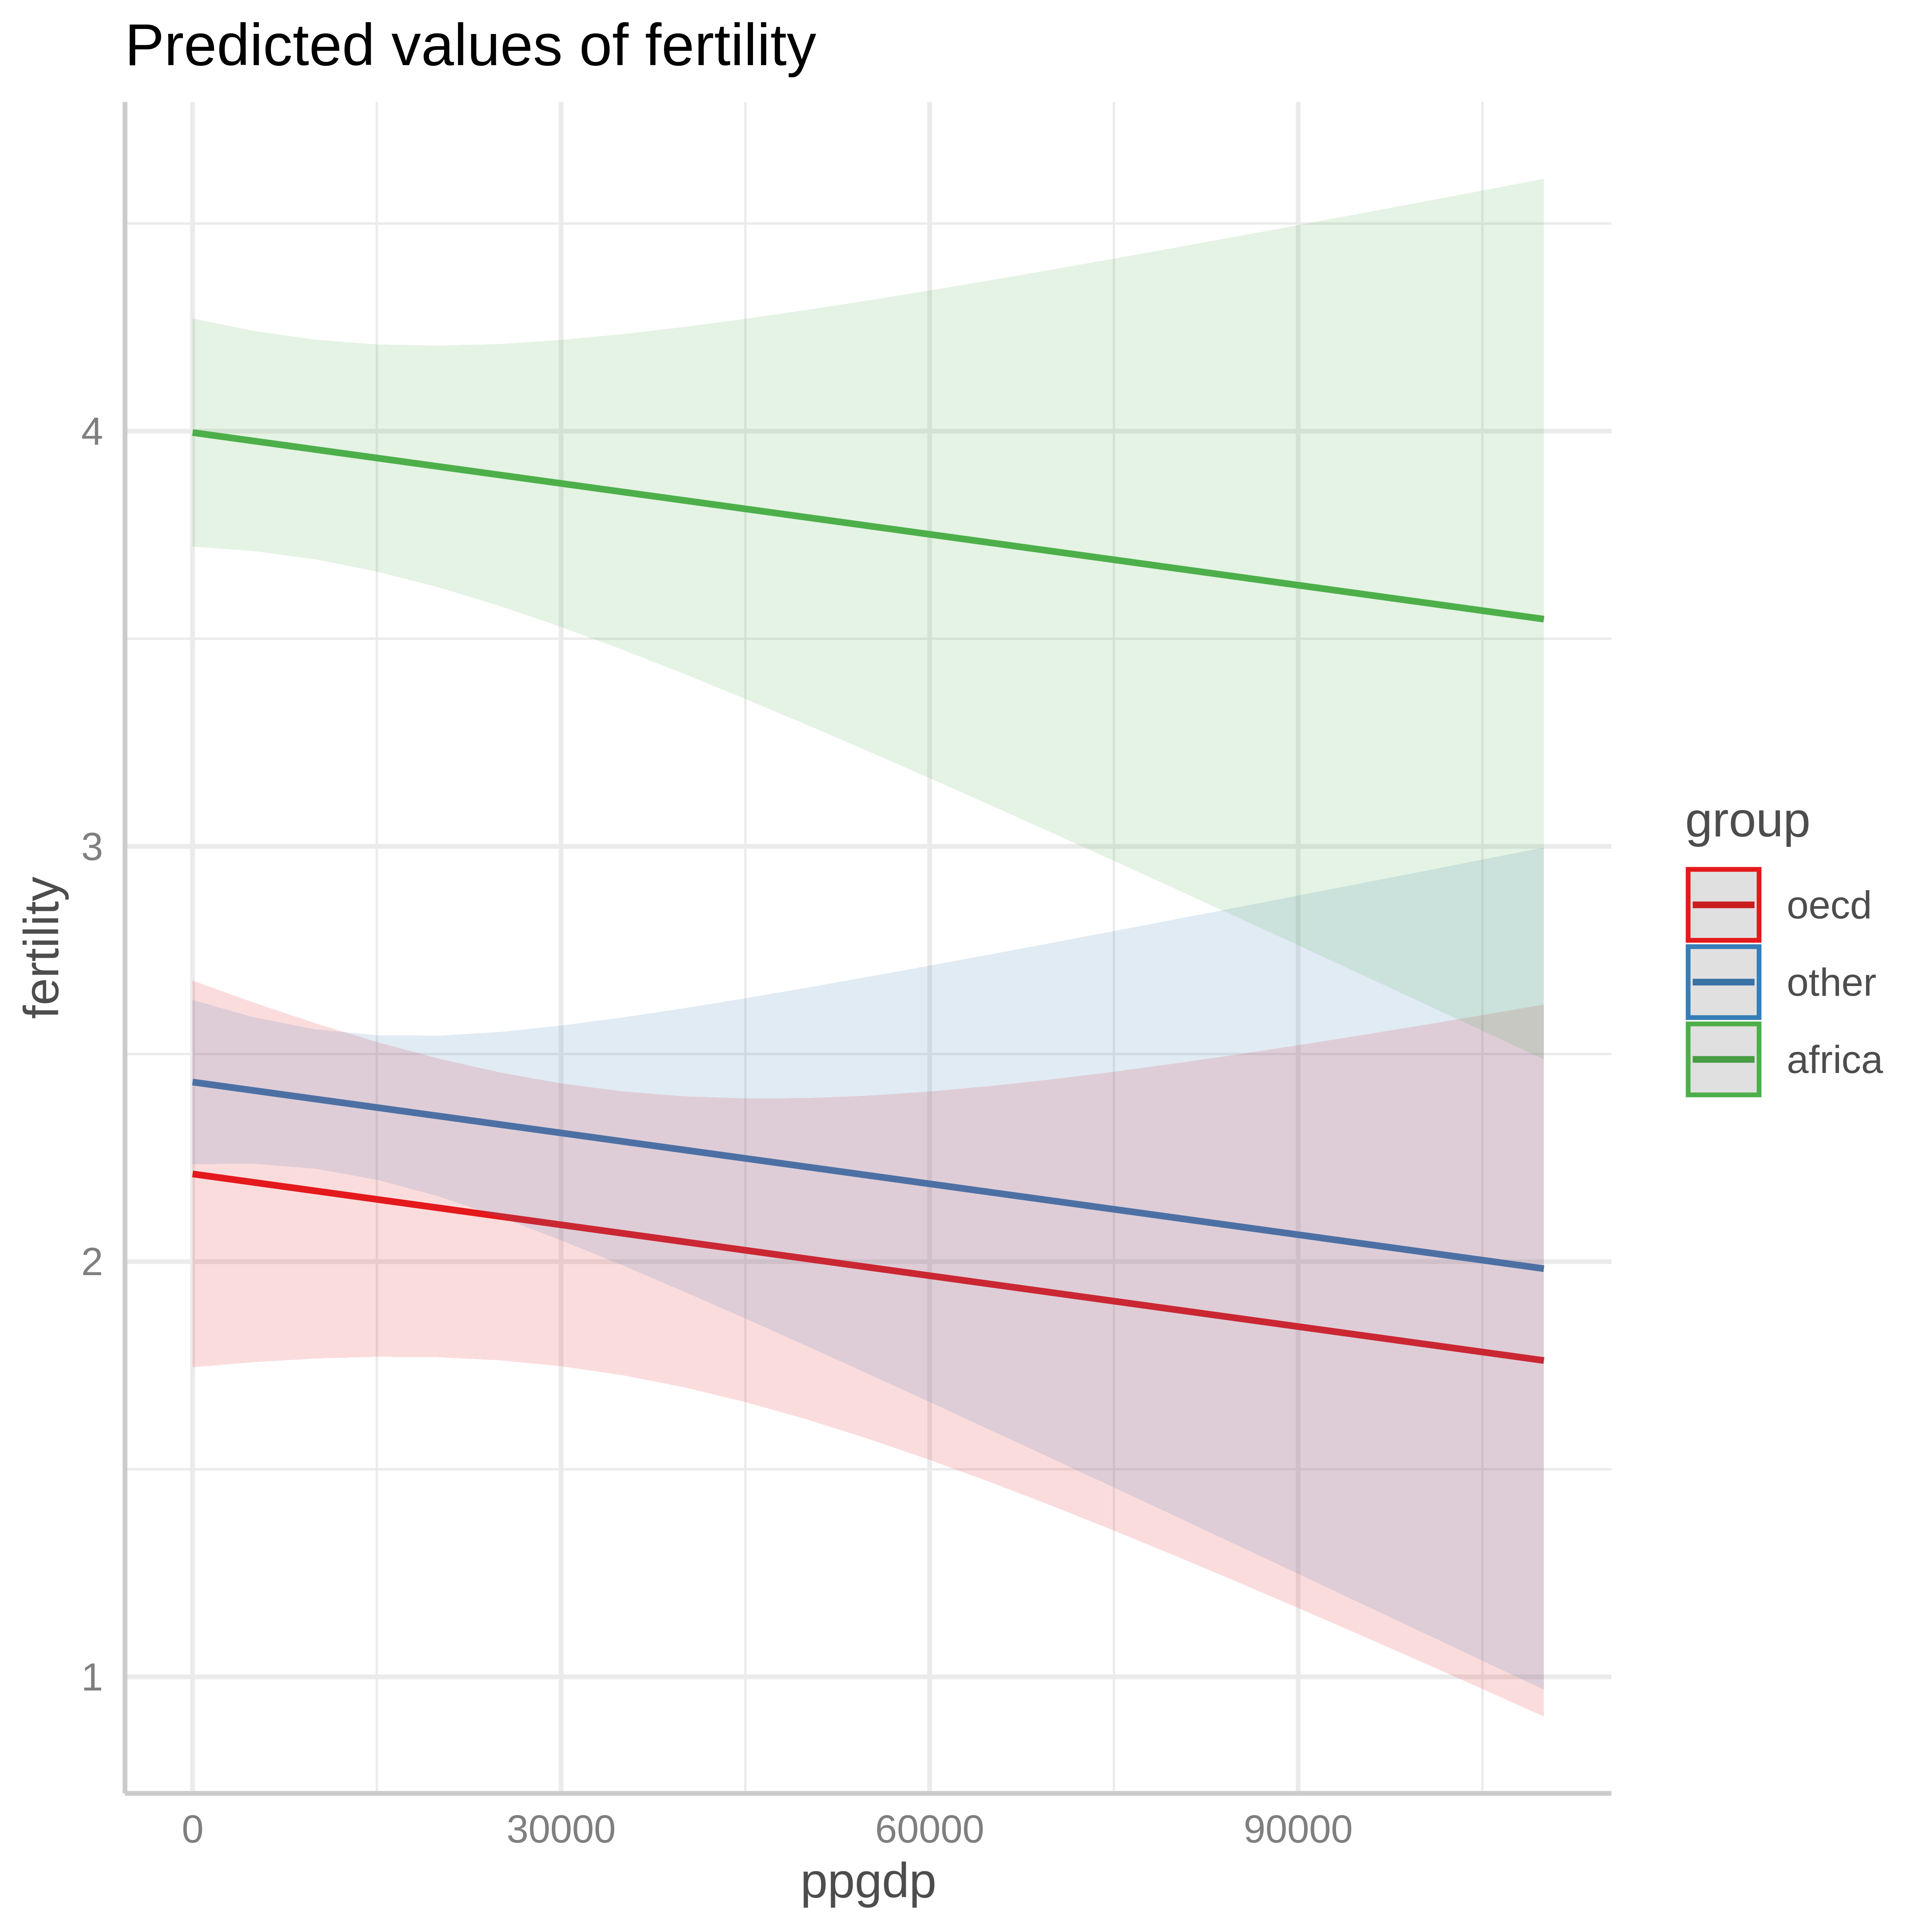 Predicted values of fertility
fertility
4
3
2
1
0 30000 60000 90000
ppgdp
group
oecd
other
africa